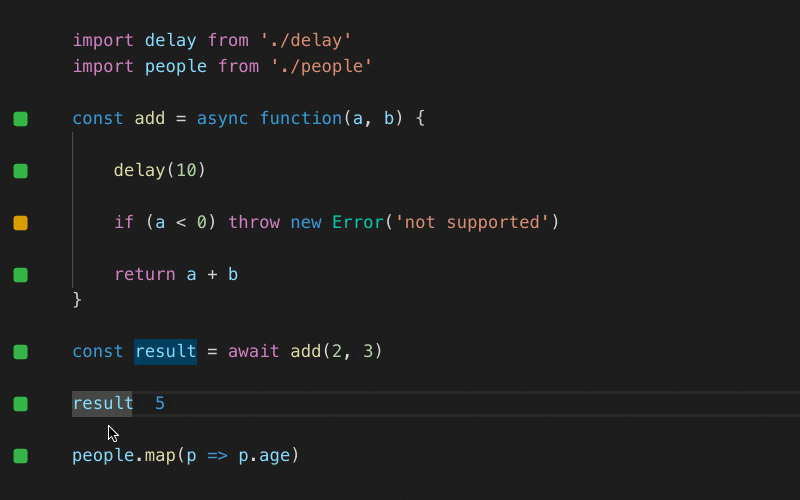 import delay from './delay'
import people from './people'
const add = async function(a, b) {
delay(10)
if (a < 0) throw new Error('not supported')
return a + b
}
const result = await add(2, 3)
result 5
people.map(p => p.age)